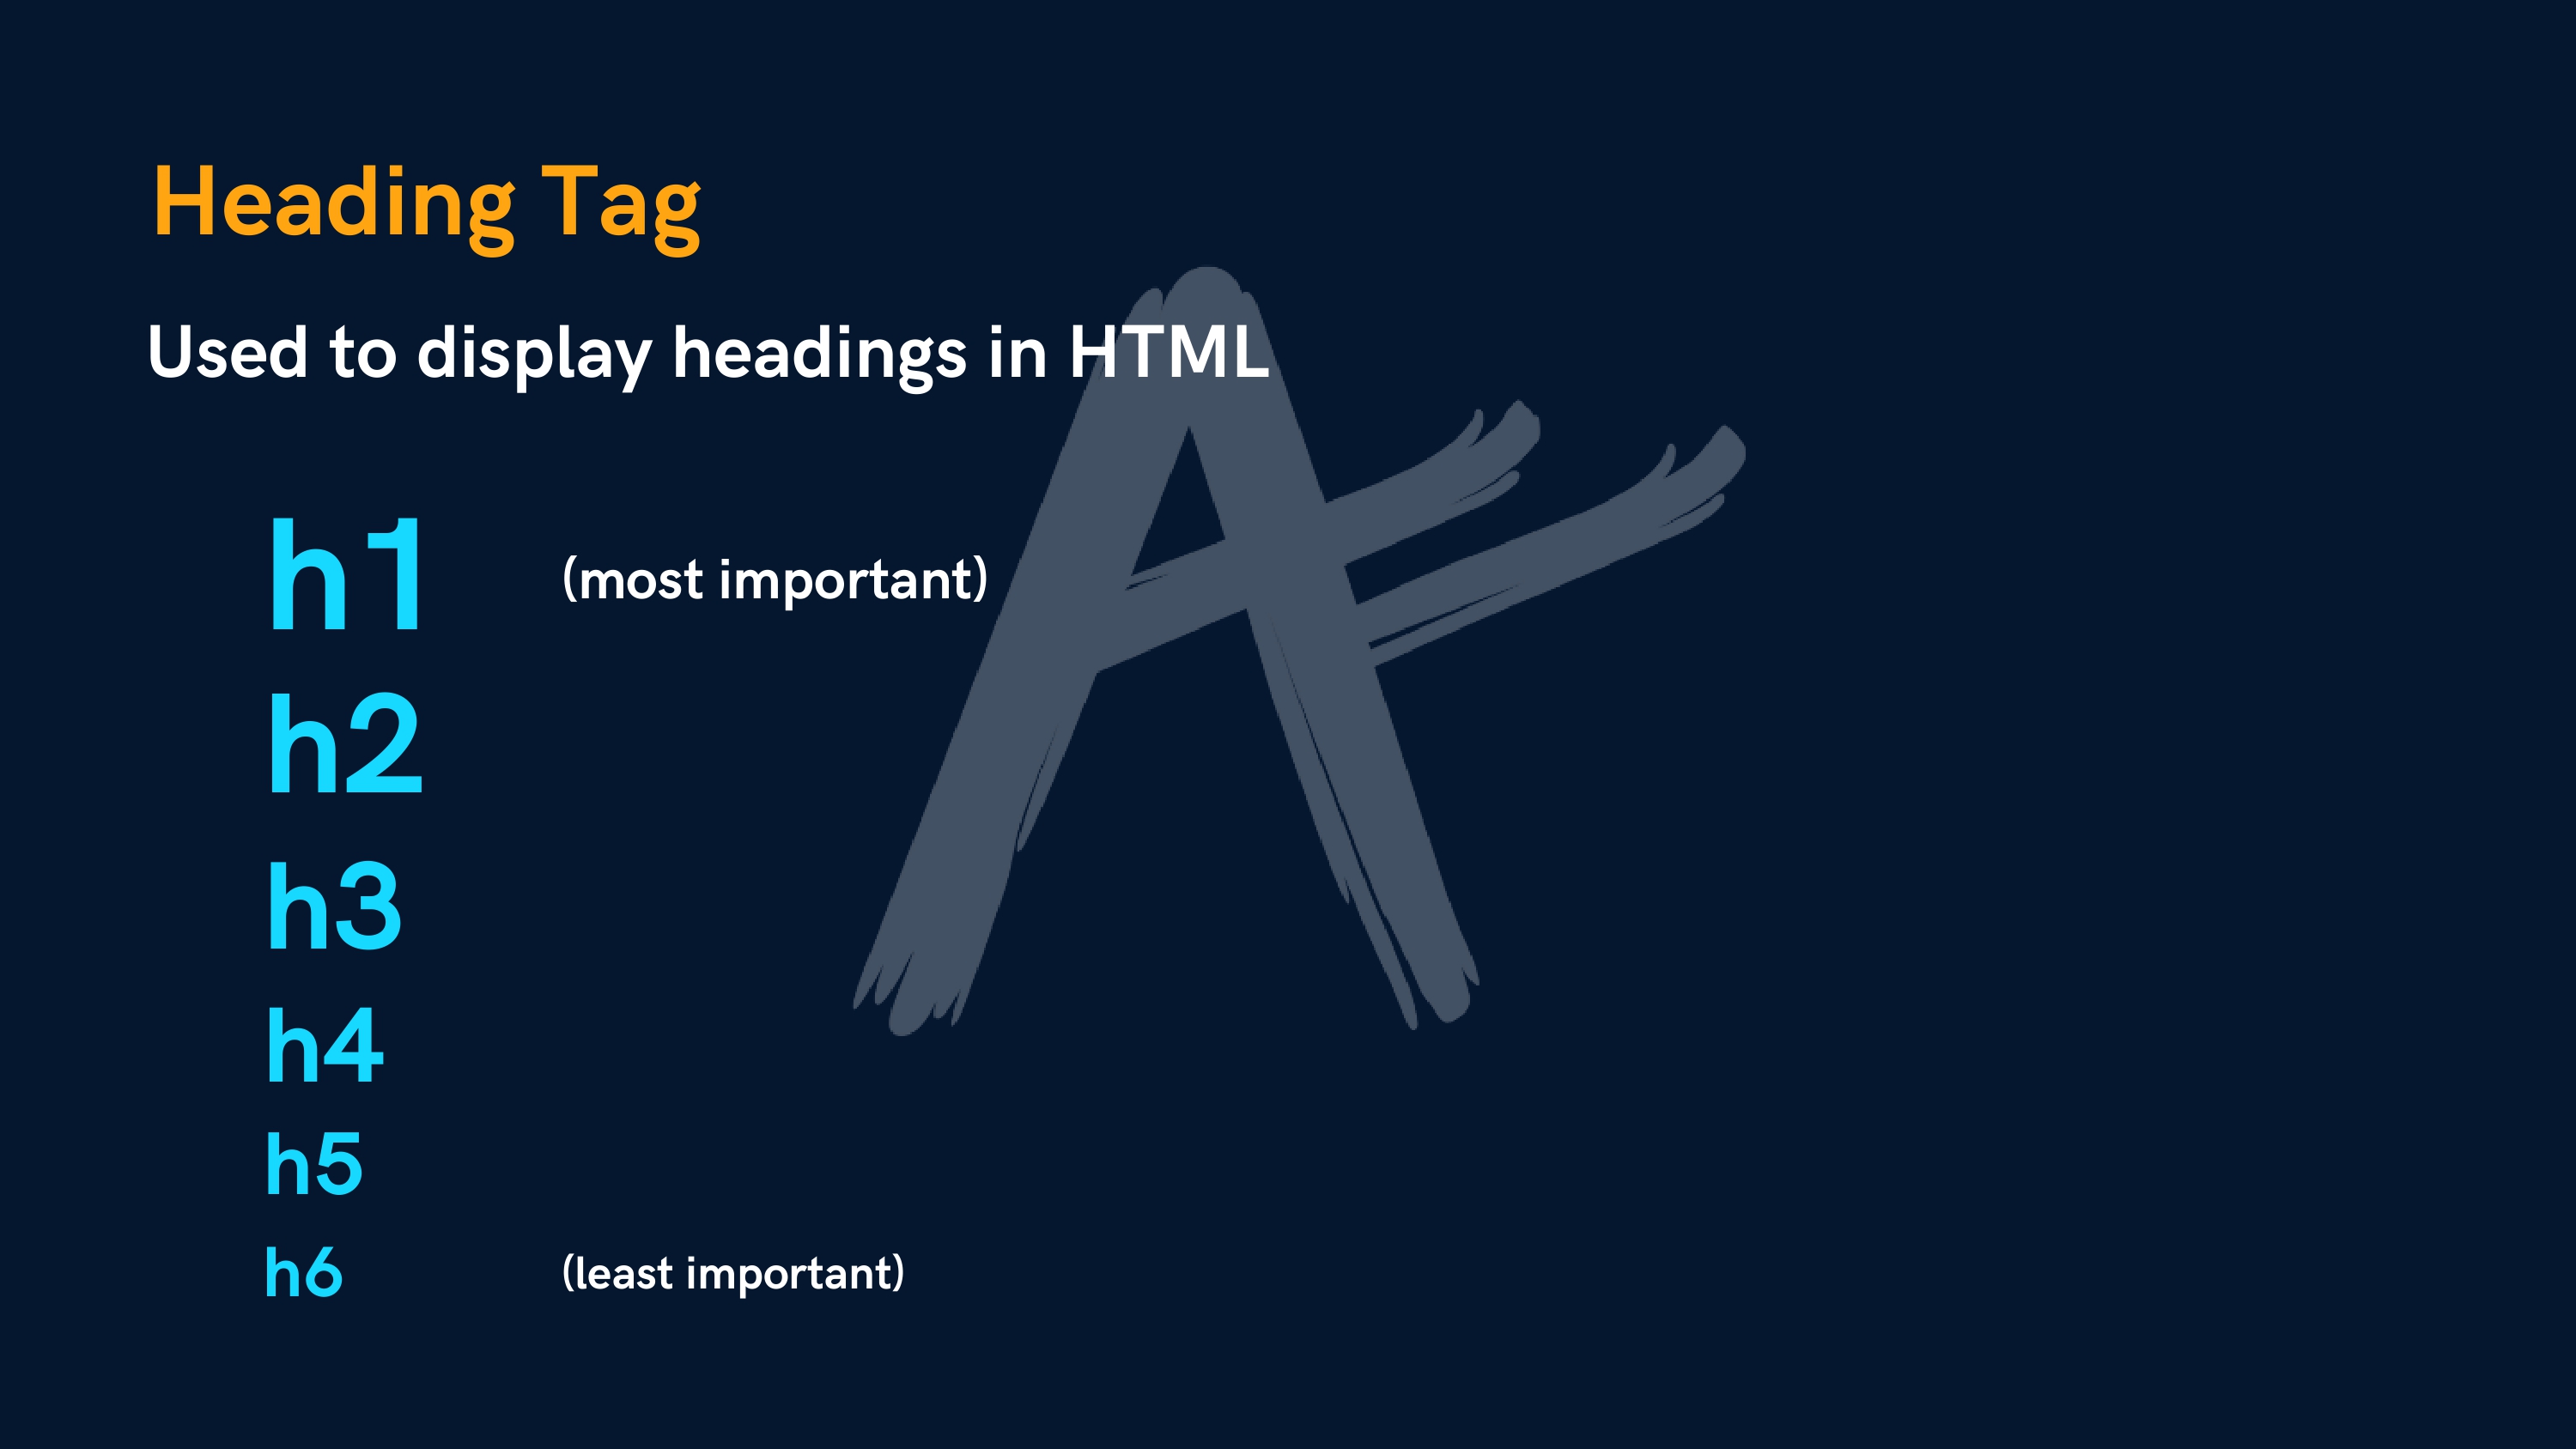 Heading Tag
Used to display headings in HTML
h1 (most important)
h2
h3
h4
h5
h6 (least important)